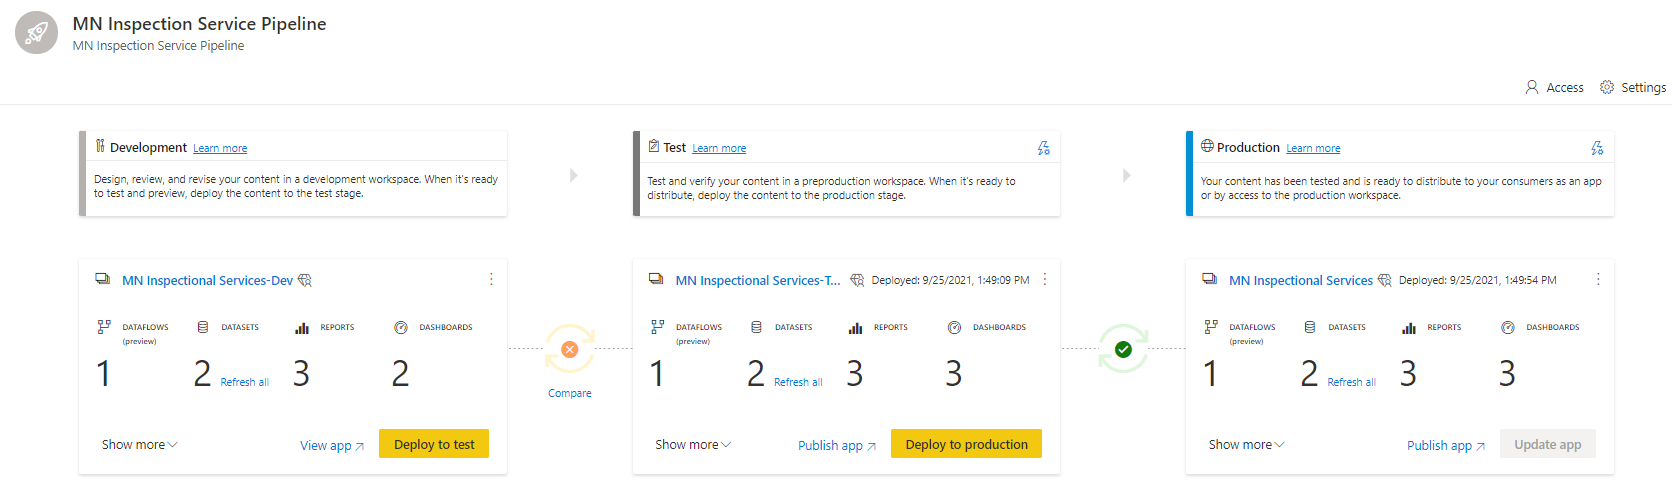 MN Inspection Service Pipeline
MN Inspection Service Pipeline
Access Settings
Development Learn more
Design, review, and revise your content in a development workspace. When it's ready
to test and preview, deploy the content to the test stage.
Test Learn more
Test and verify your content in a preproduction workspace. When it's ready to
distribute, deploy the content to the production stage.
Production Learn more
Your content has been tested and is ready to distribute to your consumers as an app
or by access to the production workspace.
MN Inspectional Services-Dev
DATAFLOWS DATASETS REPORTS DASHBOARDS
(preview)
1 2 Refresh all 3 2
Show more View app Deploy to test
Compare
MN Inspectional Services-T... Deployed: 9/25/2021, 1:49:09 PM
DATAFLOWS DATASETS REPORTS DASHBOARDS
(preview)
1 2 Refresh all 3 3
Show more Publish app Deploy to production
MN Inspectional Services Deployed: 9/25/2021, 1:49:54 PM
DATAFLOWS DATASETS REPORTS DASHBOARDS
(preview)
1 2 Refresh all 3 3
Show more Publish app Update app